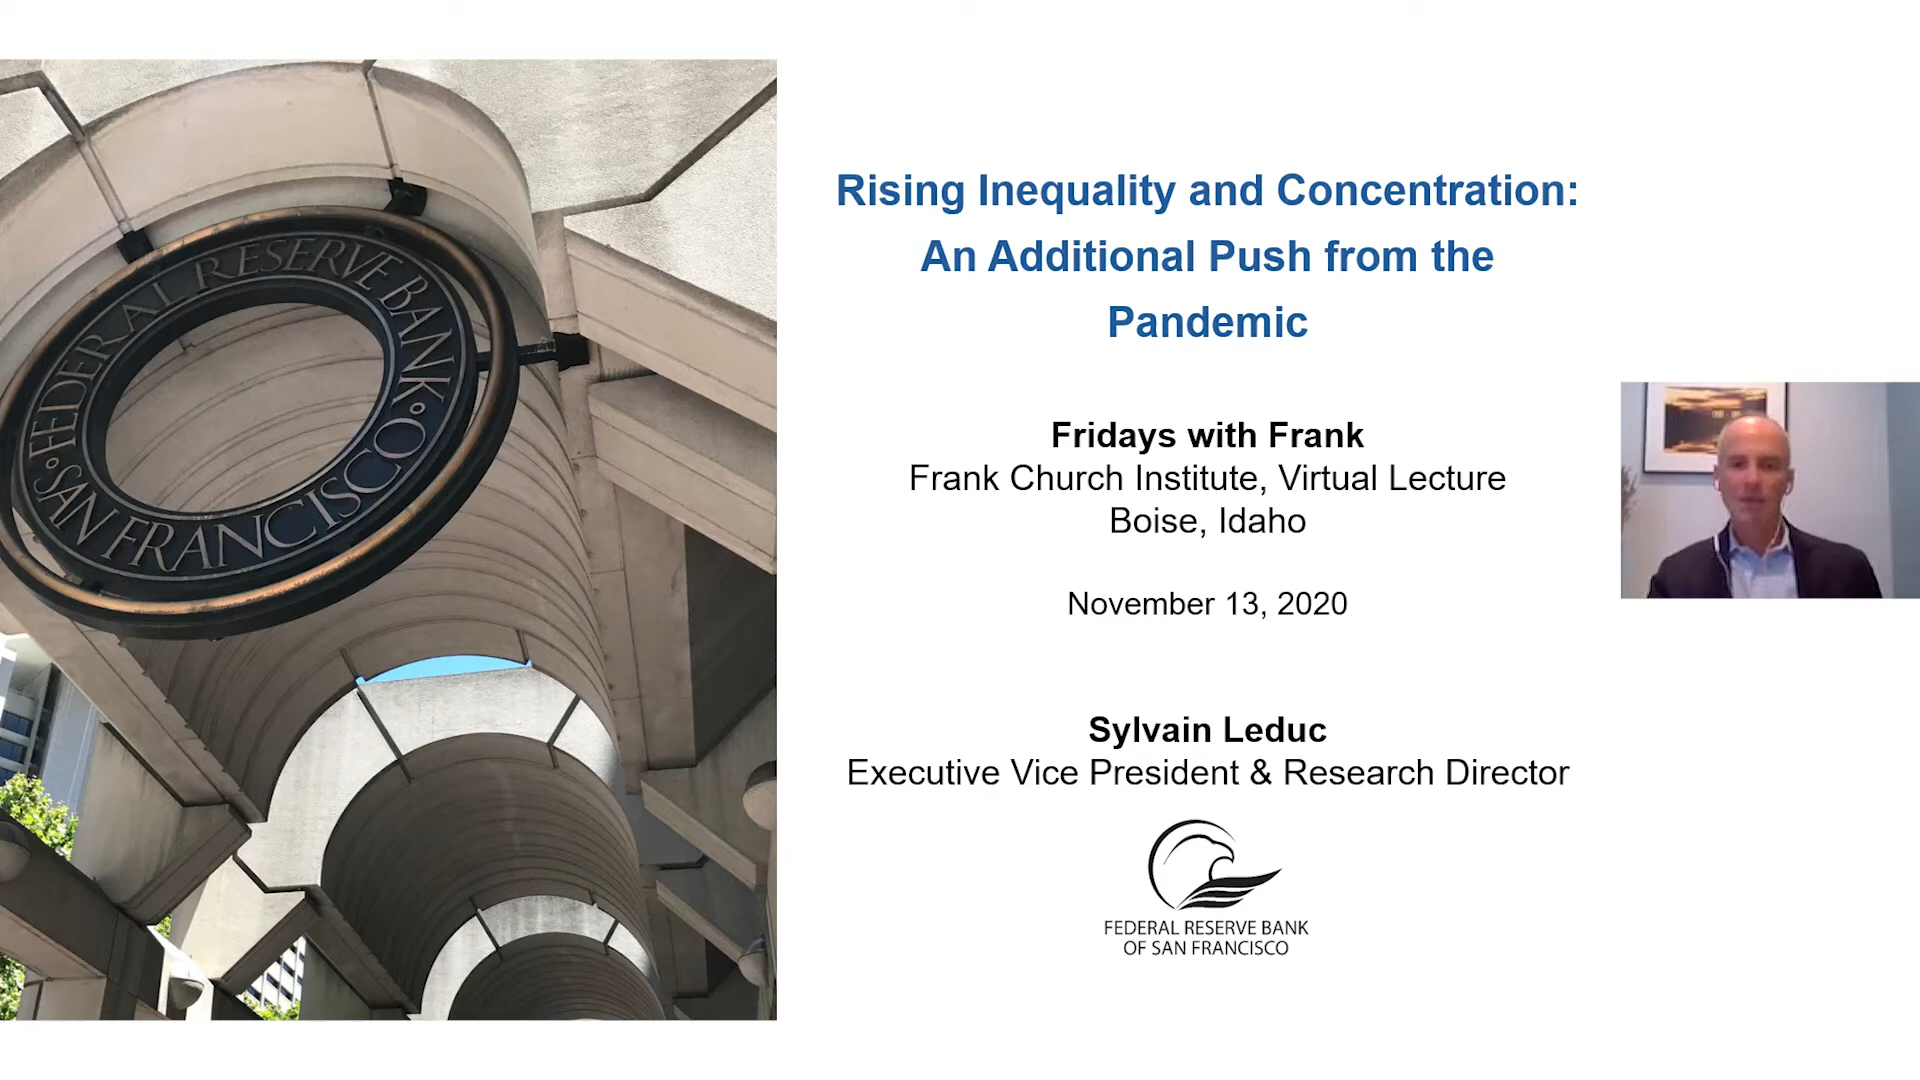 FEDERAL RESERVE BANK OF
SAN FRANCISCO
Rising Inequality and Concentration:
An Additional Push from the
Pandemic
Fridays with Frank
Frank Church Institute, Virtual Lecture
Boise, Idaho
November 13, 2020
Sylvain Leduc
Executive Vice President & Research Director
FEDERAL RESERVE BANK
OF SAN FRANCISCO